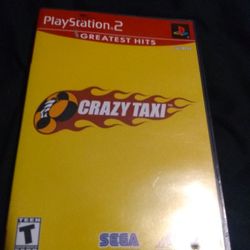 PlayStation 2
GREATEST HITS
CRAZY TAXI
TEEN
T
SEGA